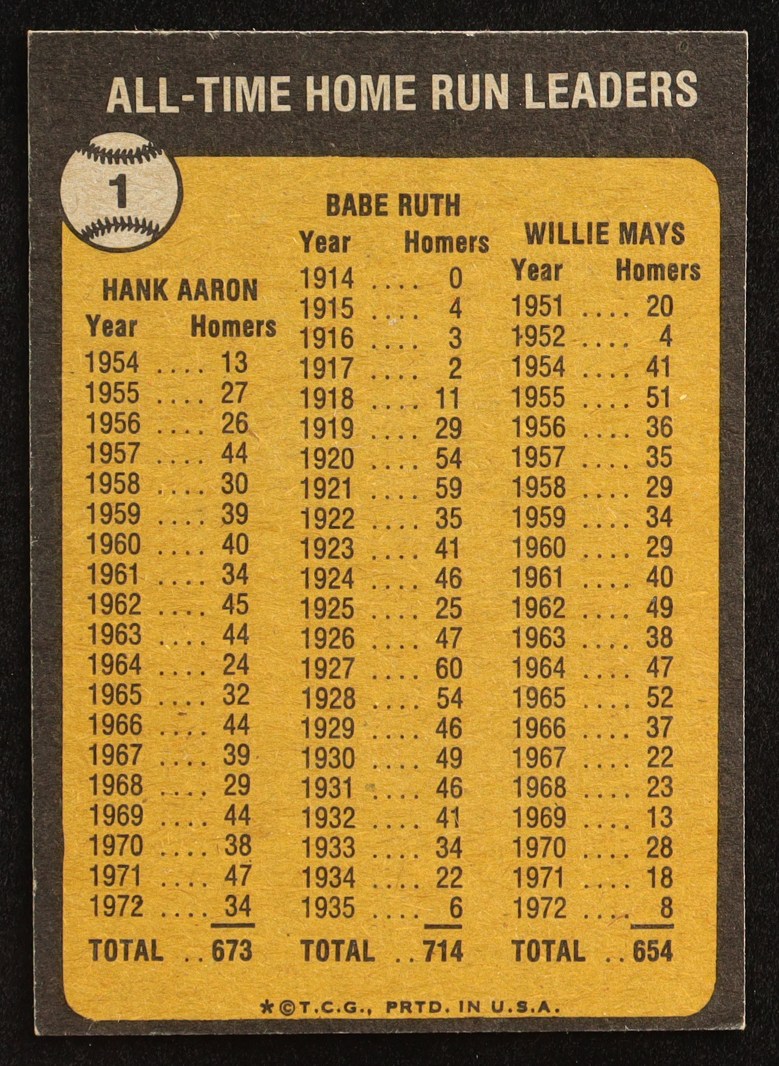 ALL-TIME HOME RUN LEADERS
1
HANK AARON
Year Homers
1954 .... 13
1955 .... 27
1956 .... 26
1957 .... 44
1958 .... 30
1959 .... 39
1960 .... 40
1961 .... 34
1962 .... 45
1963 .... 44
1964 .... 24
1965 .... 32
1966 .... 44
1967 .... 39
1968 .... 29
1969 .... 44
1970 .... 38
1971 .... 47
1972 .... 34
TOTAL .. 673
BABE RUTH
Year Homers
1914 .... 0
1915 .... 4
1916 .... 3
1917 .... 2
1918 .... 11
1919 .... 29
1920 .... 54
1921 .... 59
1922 .... 35
1923 .... 41
1924 .... 46
1925 .... 25
1926 .... 47
1927 .... 60
1928 .... 54
1929 .... 46
1930 .... 49
1931 .... 46
1932 .... 41
1933 .... 34
1934 .... 22
1935 .... 6
TOTAL .. 714
WILLIE MAYS
Year Homers
1951 .... 20
1952 .... 4
1954 .... 41
1955 .... 51
1956 .... 36
1957 .... 35
1958 .... 29
1959 .... 34
1960 .... 29
1961 .... 40
1962 .... 49
1963 .... 38
1964 .... 47
1965 .... 52
1966 .... 37
1967 .... 22
1968 .... 23
1969 .... 13
1970 .... 28
1971 .... 18
1972 .... 8
TOTAL .. 654
*©T.C.G., PRTD. IN U.S.A.